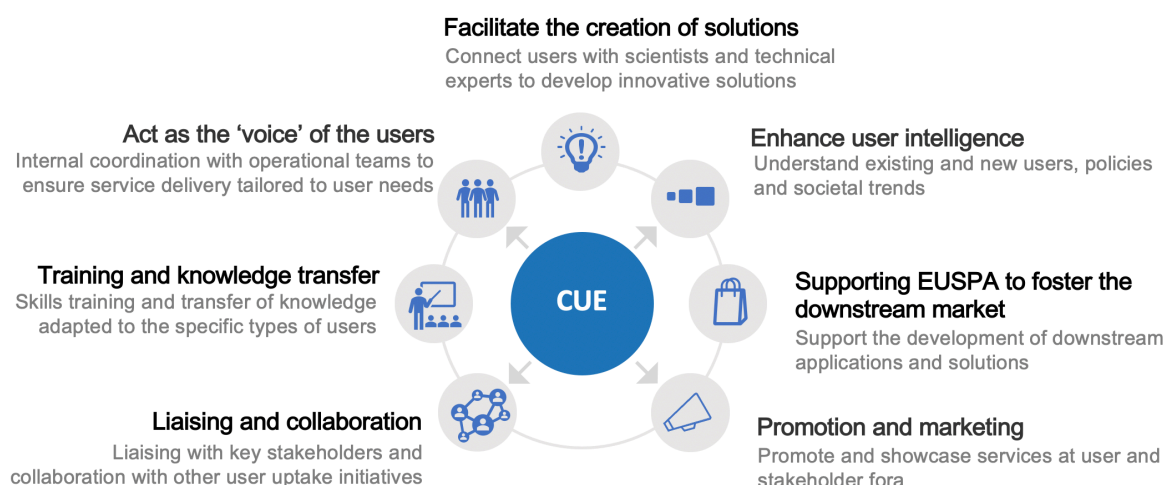 Facilitate the creation of solutions
Connect users with scientists and technical
experts to develop innovative solutions
Act as the ‘voice’ of the users
Internal coordination with operational teams to
ensure service delivery tailored to user needs
Enhance user intelligence
Understand existing and new users, policies
and societal trends
Training and knowledge transfer
Skills training and transfer of knowledge
adapted to the specific types of users
CUE
Supporting EUSPA to foster the
downstream market
Support the development of downstream
applications and solutions
Liaising and collaboration
Liaising with key stakeholders and
collaboration with other user uptake initiatives
Promotion and marketing
Promote and showcase services at user and
stakeholder fora